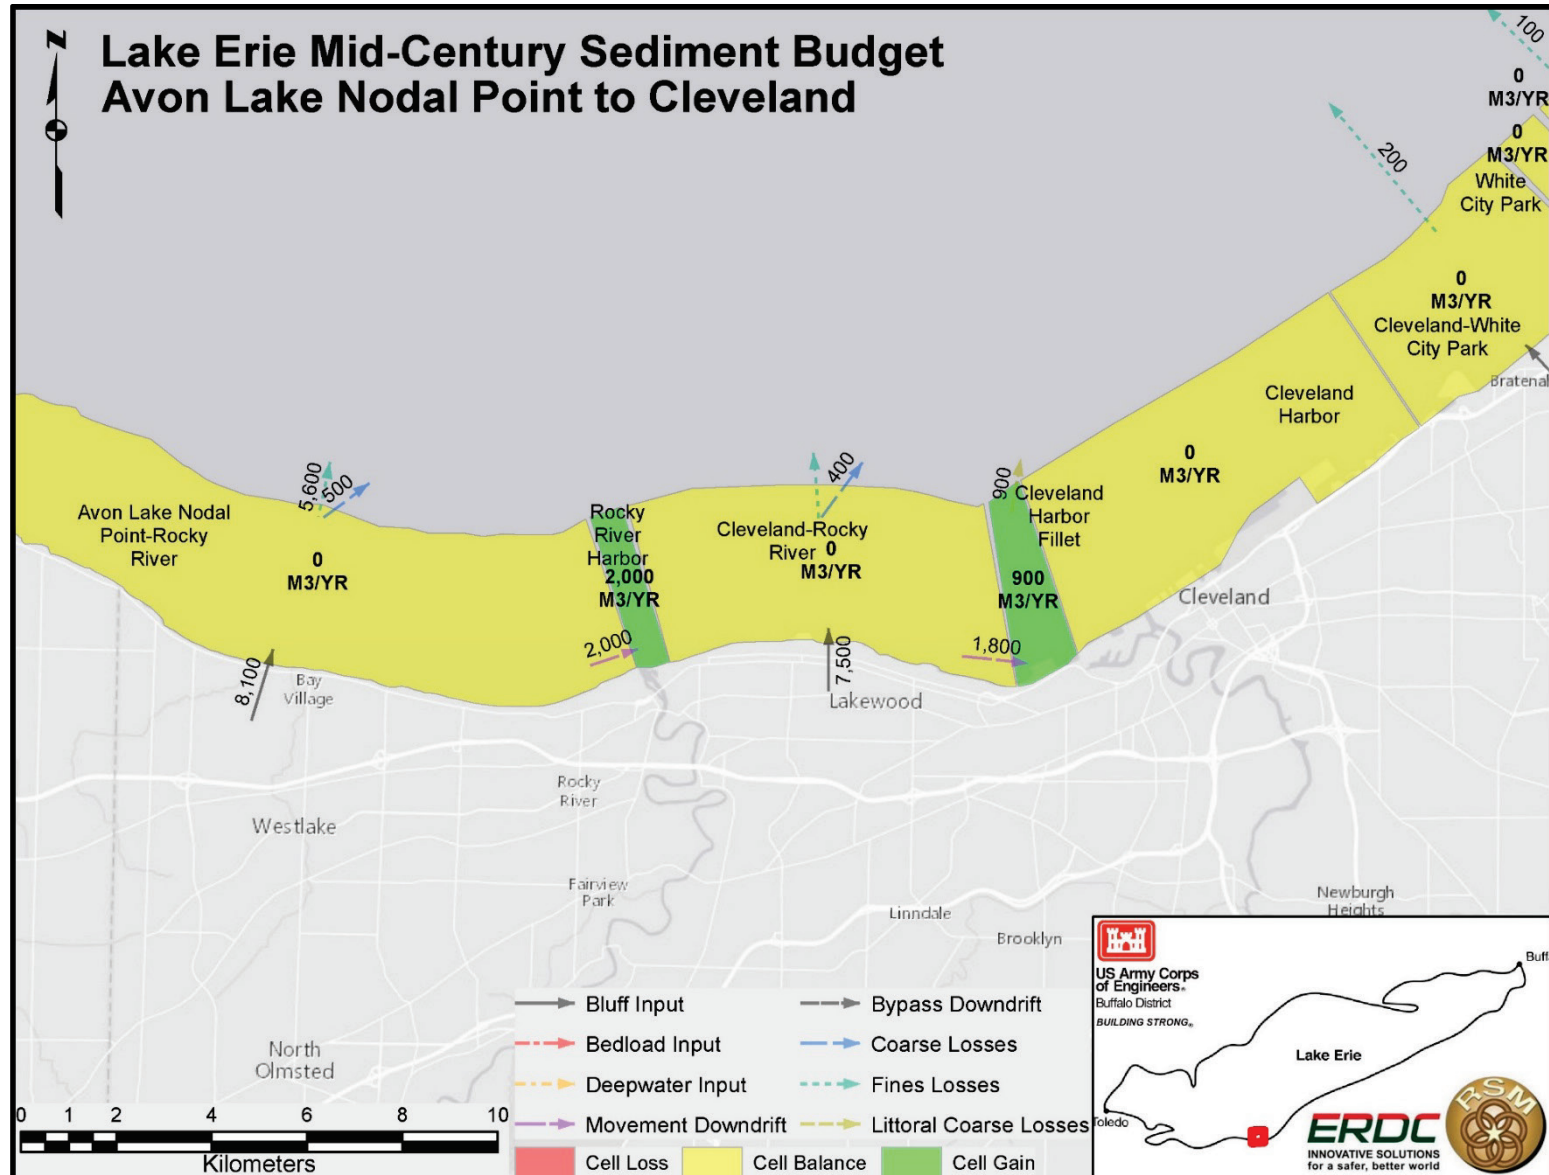 N
Lake Erie Mid-Century Sediment Budget
Avon Lake Nodal Point to Cleveland
100
0
M3/YR
0
M3/YR
White
City Park
200
0
M3/YR
Cleveland-White
City Park
Bratenal
Cleveland
Harbor
0
M3/YR
5,600
500
Avon Lake Nodal
Point-Rocky
River
0
M3/YR
Rocky
River
Harbor
2,000
M3/YR
2,000
400
Cleveland-Rocky
River
0
M3/YR
900
Cleveland
Harbor
Fillet
900
M3/YR
1,800
8,100
7,500
Bay
Village
Lakewood
Cleveland
Rocky
River
Westlake
Fairview
Park
Linndale
Brooklyn
Newburgh
Heights
North
Olmsted
0 1 2 4 6 8 10
Kilometers
Bluff Input
Bedload Input
Deepwater Input
Movement Downdrift
Bypass Downdrift
Coarse Losses
Fines Losses
Littoral Coarse Losses
Cell Loss
Cell Balance
Cell Gain
US Army Corps
of Engineers®
Buffalo District
BUILDING STRONG®
Buff
Lake Erie
Toledo
ERDC
INNOVATIVE SOLUTIONS
for a safer, better world
RSM